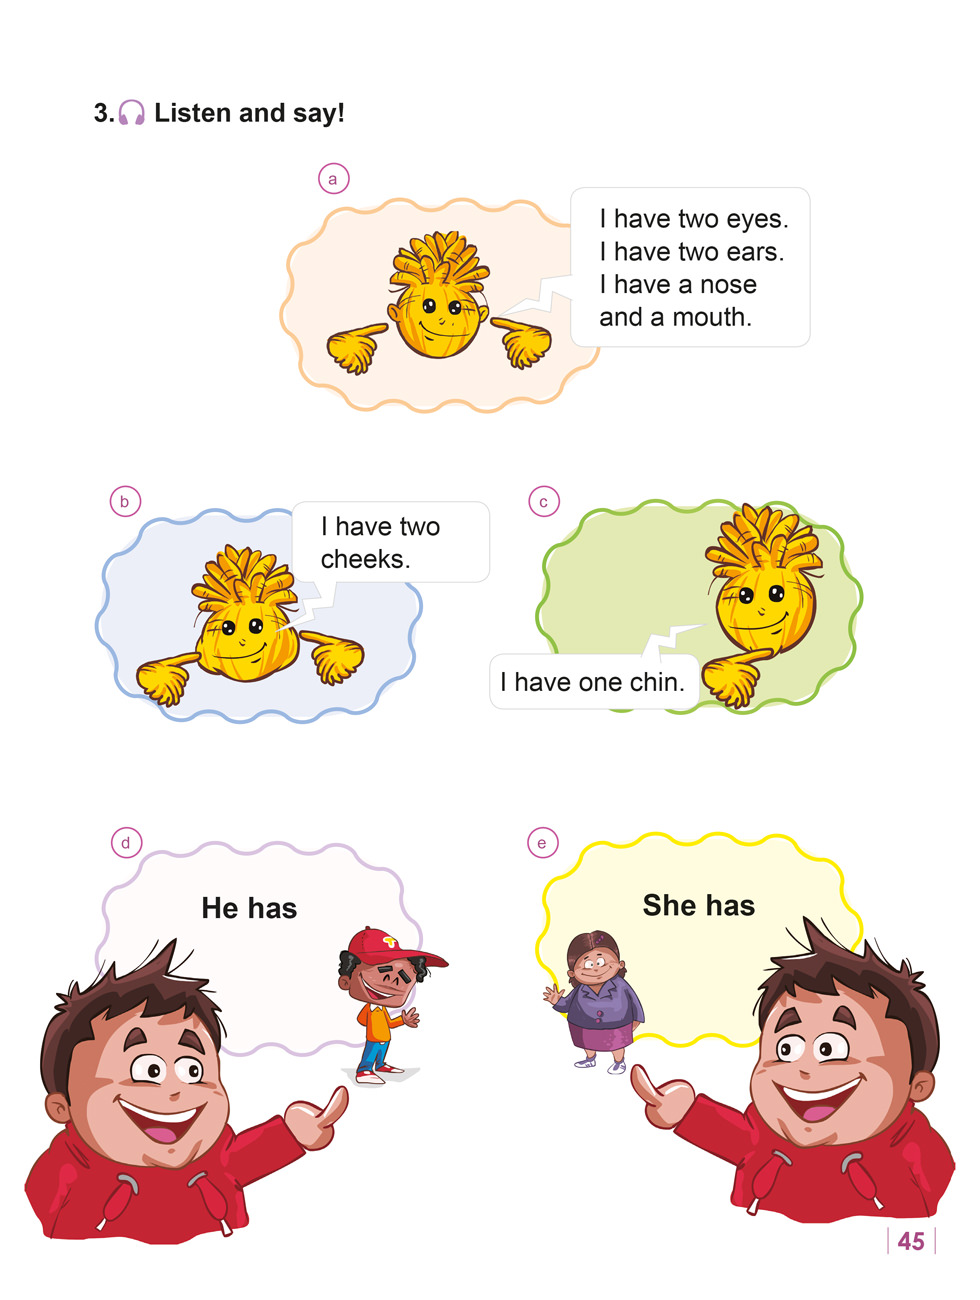 3. Listen and say!
a
I have two eyes.
I have two ears.
I have a nose
and a mouth.
b
I have two
cheeks.
c
I have one chin.
d
He has
e
She has
45